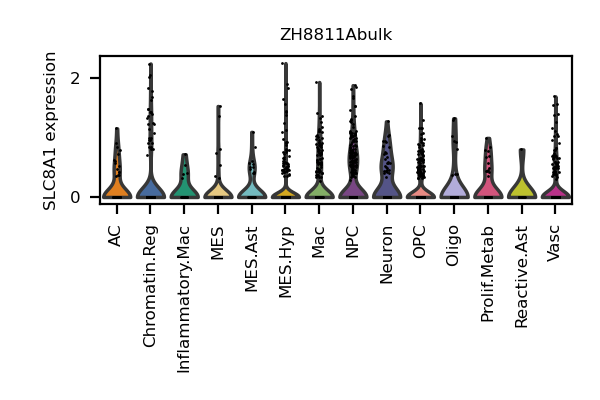 ZH8811Abulk
SLC8A1 expression
2
0
AC
Chromatin.Reg
Inflammatory.Mac
MES
MES.Ast
MES.Hyp
Mac
NPC
Neuron
OPC
Oligo
Prolif.Metab
Reactive.Ast
Vasc